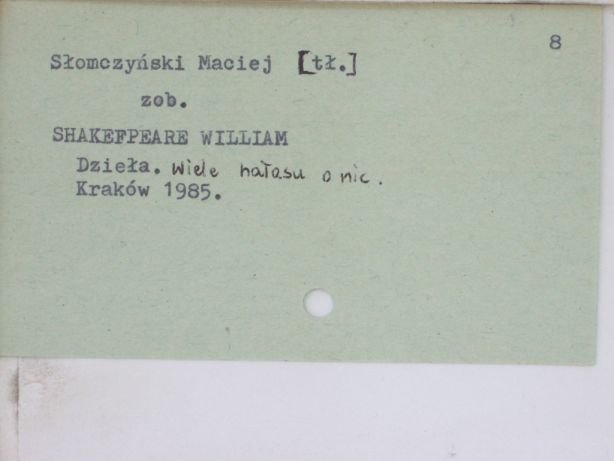 8
Słomczyński Maciej [tł.]
zob.
SHAKEFPEARE WILLIAM
Dzieła. Wiele hałasu o nic.
Kraków 1985.